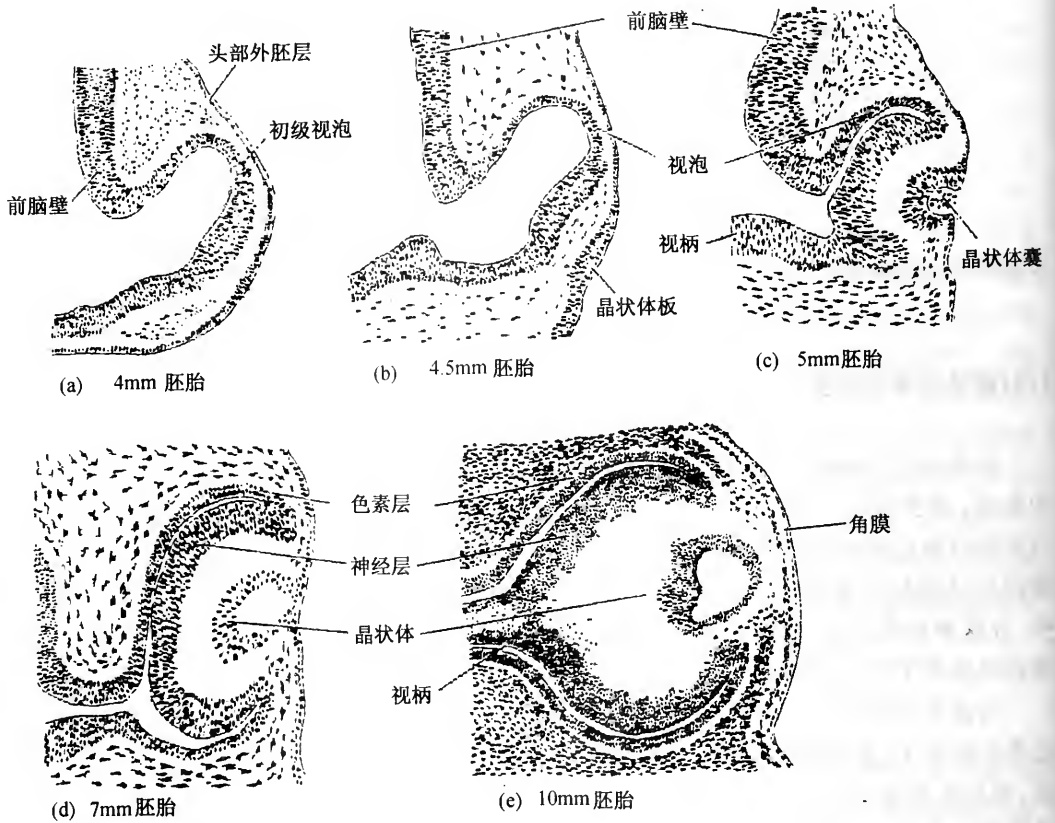 前脑壁
头部外胚层
初级视泡
前脑壁
视泡
视柄
晶状体囊
晶状体板
(a) 4mm 胚胎
(b) 4.5mm 胚胎
(c) 5mm胚胎
色素层
神经层
角膜
晶状体
视柄
(d) 7mm胚胎
(e) 10mm胚胎